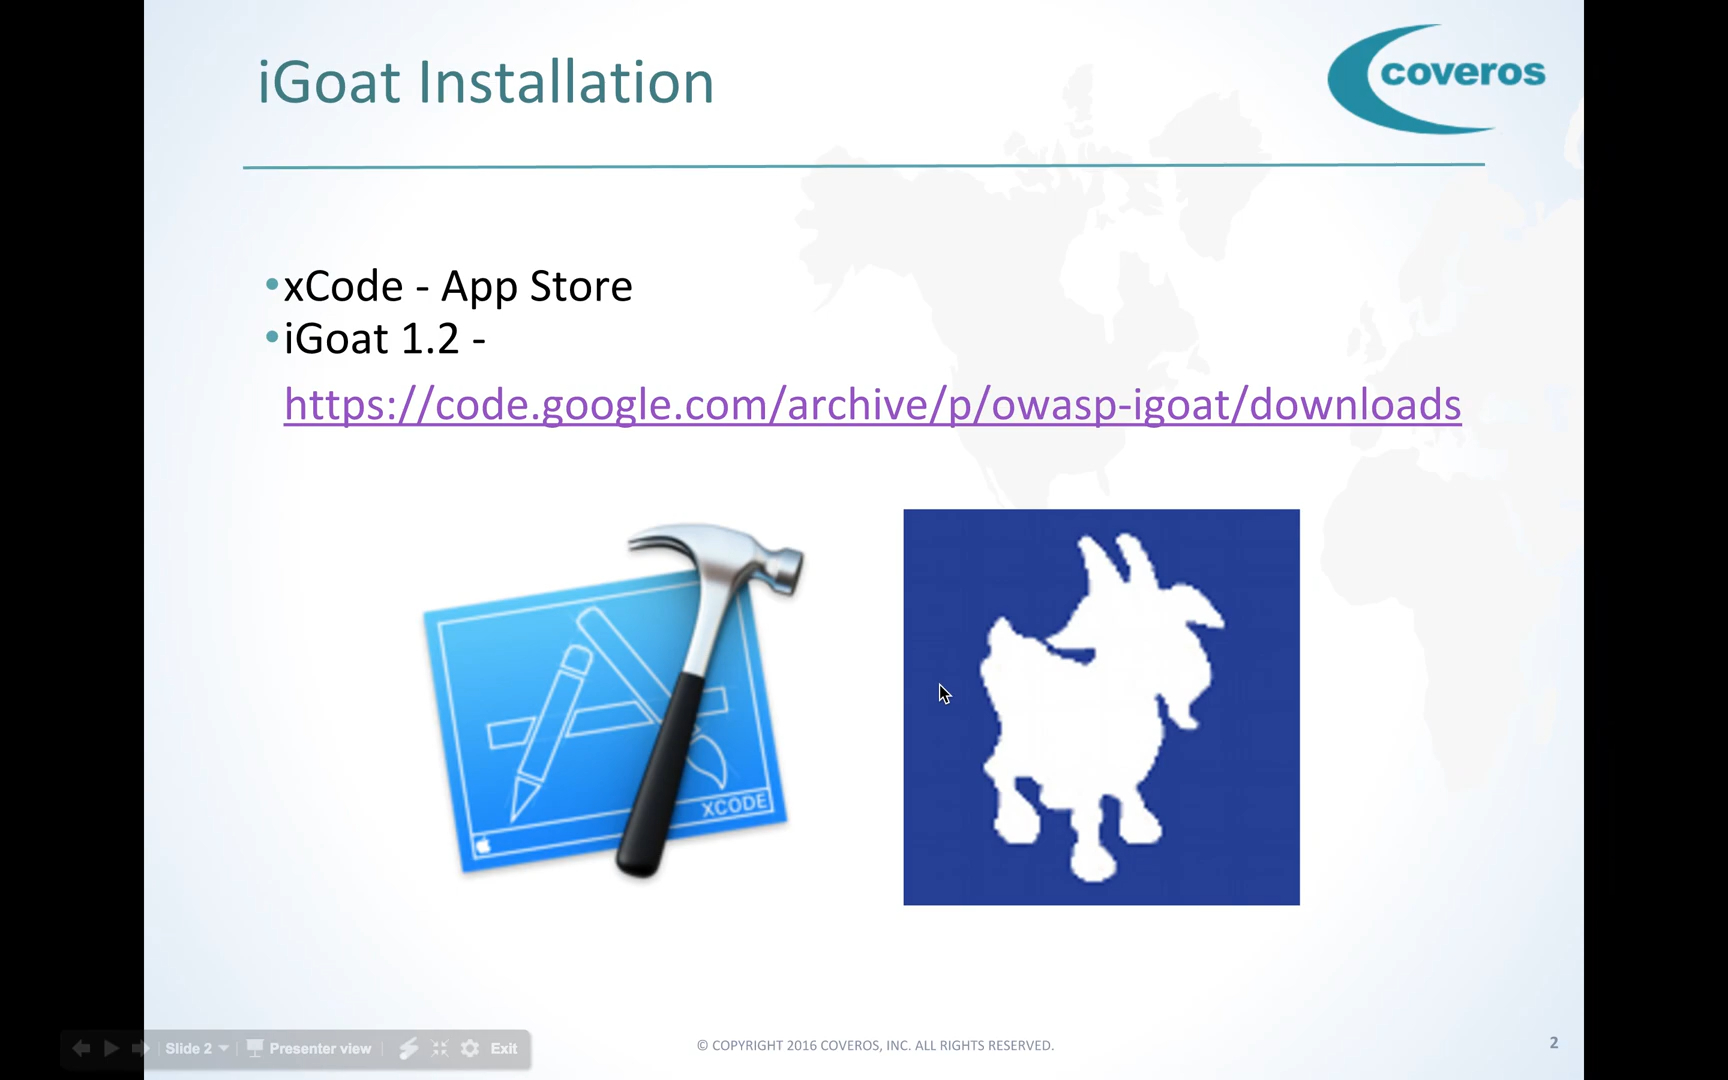 iGoat Installation
coveros
•xCode - App Store
•iGoat 1.2 -
https://code.google.com/archive/p/owasp-igoat/downloads
XCODE
Slide 2
Presenter view
Exit
© COPYRIGHT 2016 COVEROS, INC. ALL RIGHTS RESERVED.
2